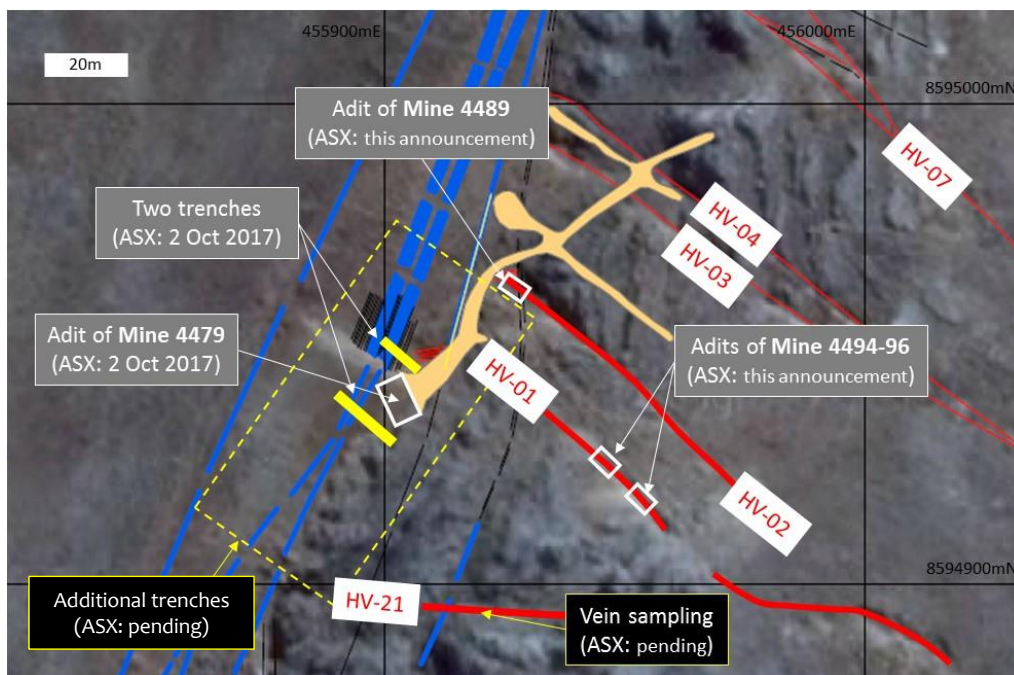 455900mE
456000mE
20m
8595000mN
Adit of Mine 4489
(ASX: this announcement)
HV-07
Two trenches
(ASX: 2 Oct 2017)
HV-04
HV-03
Adit of Mine 4479
(ASX: 2 Oct 2017)
Adits of Mine 4494-96
(ASX: this announcement)
HV-01
HV-02
8594900mN
Additional trenches
(ASX: pending)
HV-21
Vein sampling
(ASX: pending)